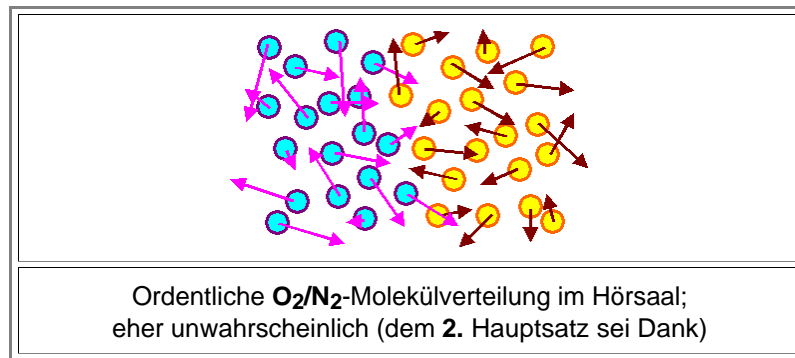 Ordentliche O2/N2-Molekülverteilung im Hörsaal;
eher unwahrscheinlich (dem 2. Hauptsatz sei Dank)